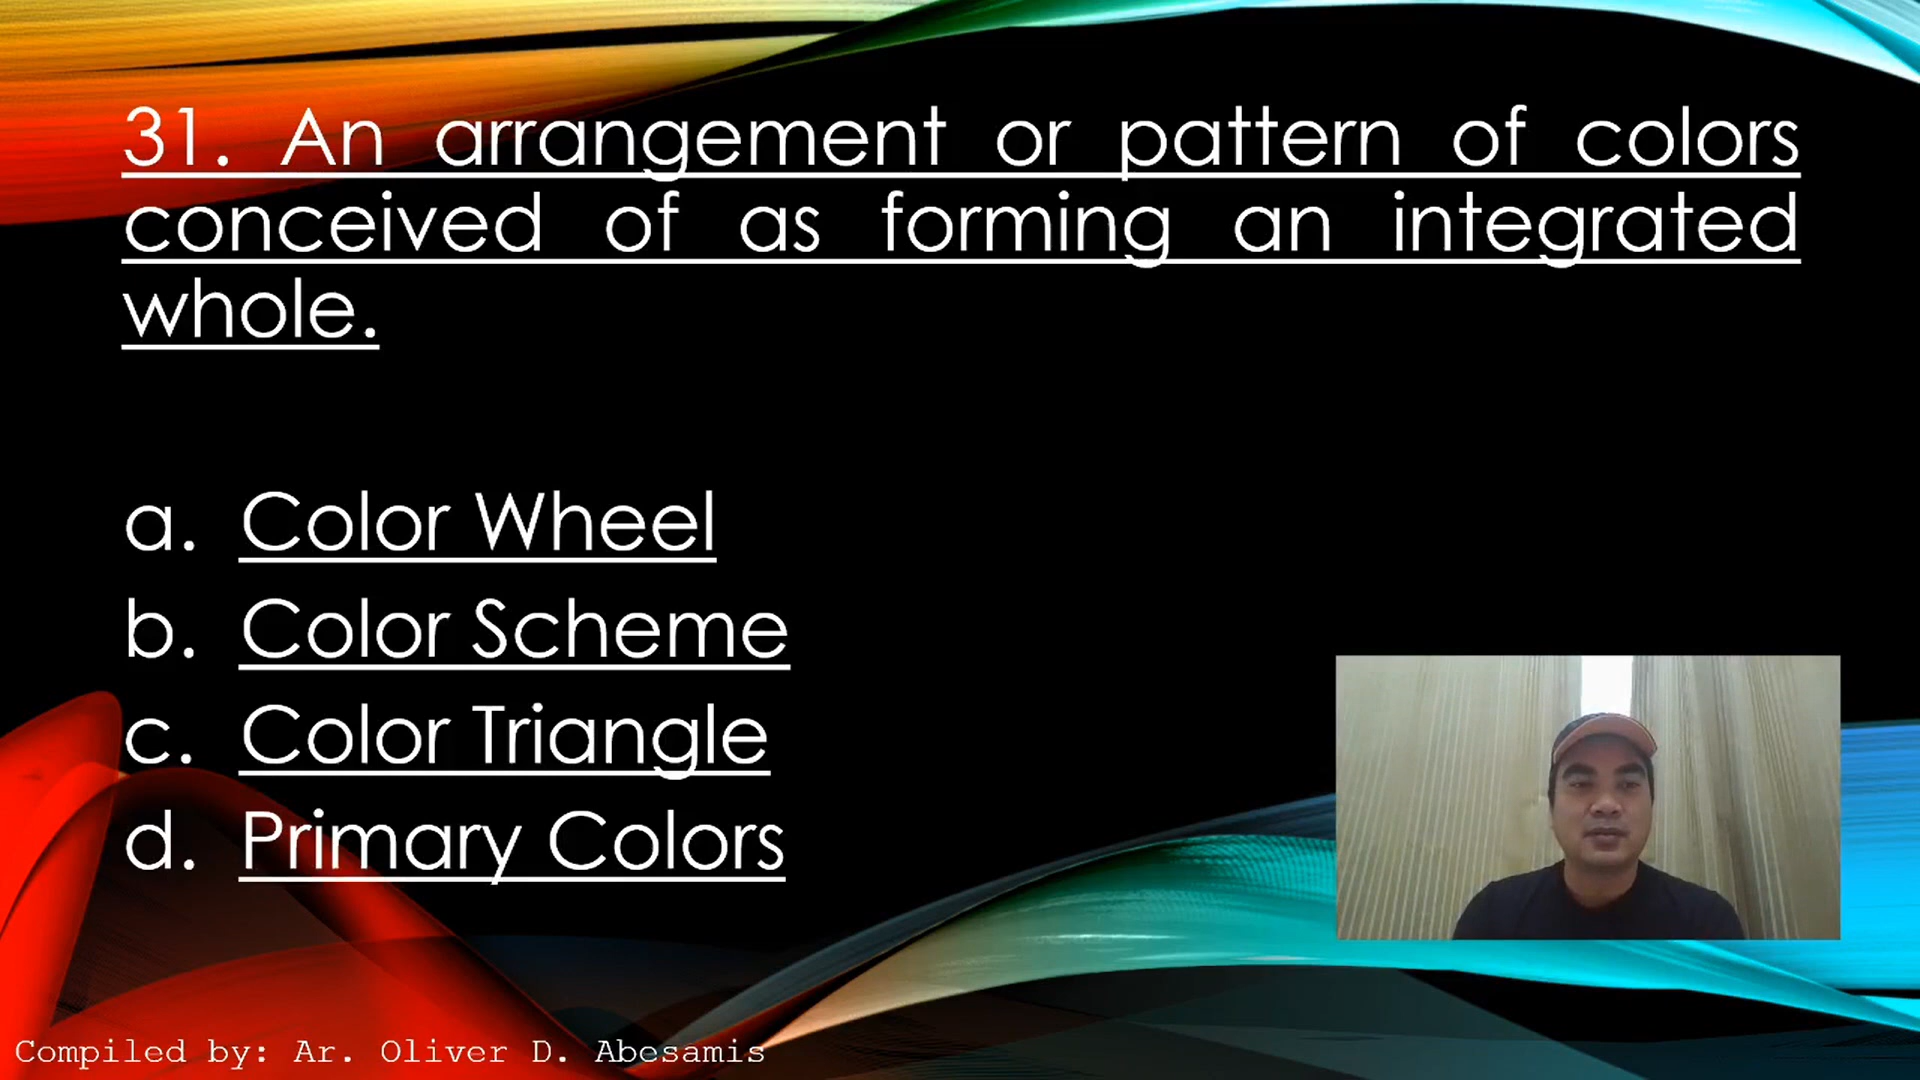 31. An arrangement or pattern of colors
conceived of as forming an integrated
whole.
a. Color Wheel
b. Color Scheme
c. Color Triangle
d. Primary Colors
Compiled by: Ar. Oliver D. Abesamis